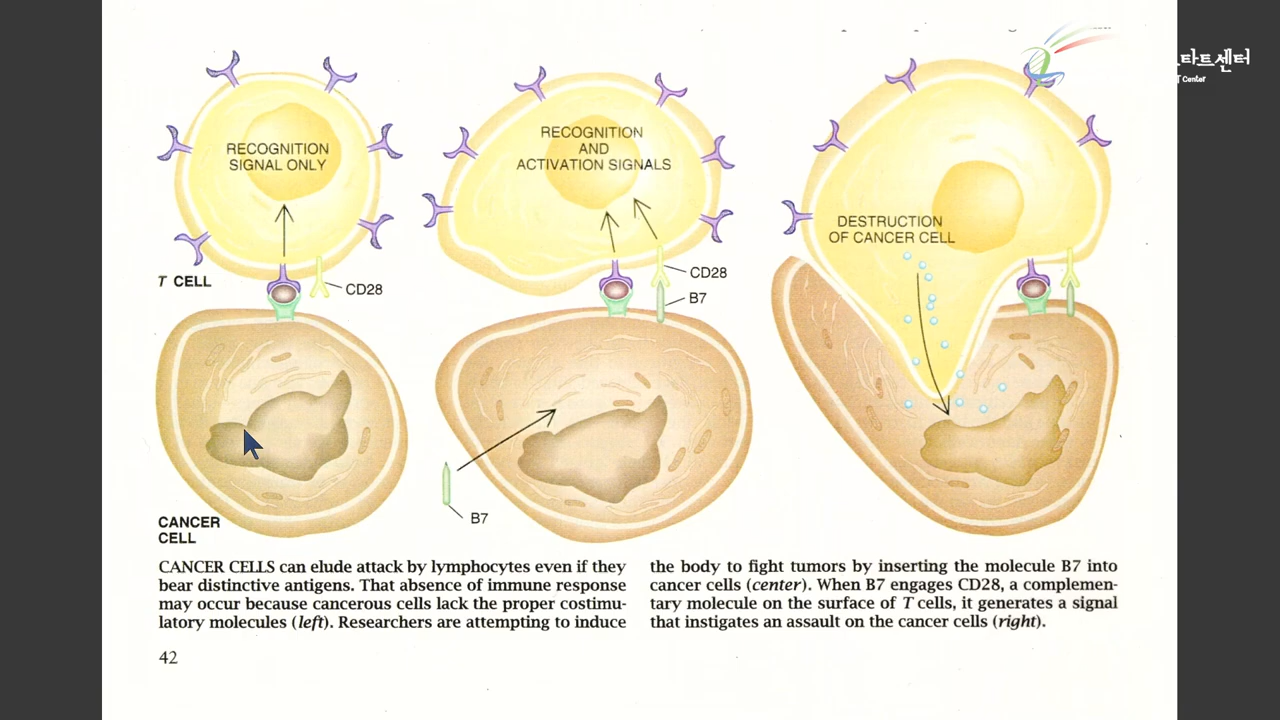 타트센터
T Center
RECOGNITION
SIGNAL ONLY
T CELL
CD28
CANCER
CELL
RECOGNITION
AND
ACTIVATION SIGNALS
CD28
B7
B7
DESTRUCTION
OF CANCER CELL
CANCER CELLS can elude attack by lymphocytes even if they
bear distinctive antigens. That absence of immune response
may occur because cancerous cells lack the proper costimu-
latory molecules (left). Researchers are attempting to induce
the body to fight tumors by inserting the molecule B7 into
cancer cells (center). When B7 engages CD28, a complemen-
tary molecule on the surface of T cells, it generates a signal
that instigates an assault on the cancer cells (right).
42